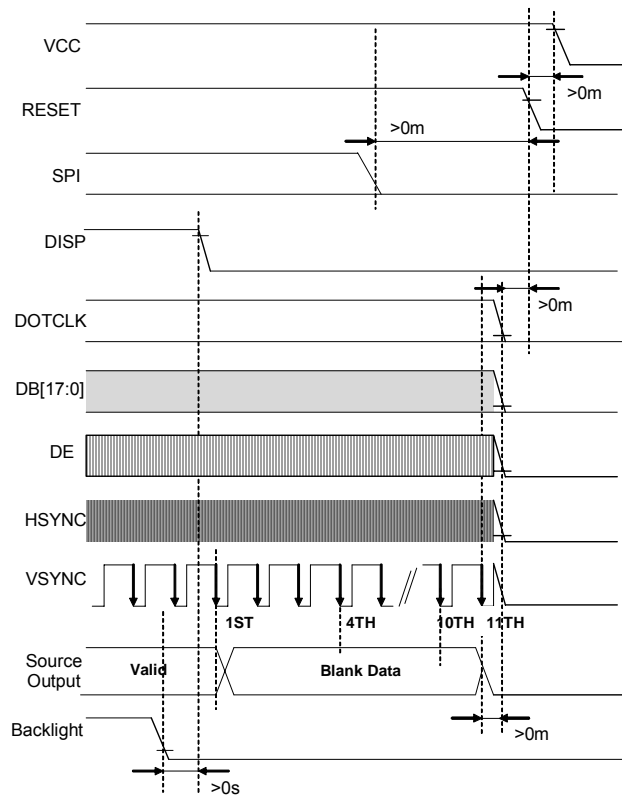 VCC
>0m
RESET
>0m
SPI
DISP
>0m
DOTCLK
DB[17:0]
DE
HSYNC
VSYNC
1ST 4TH 10TH 11TH
Source
Output
Valid Blank Data
Backlight
>0m
>0s